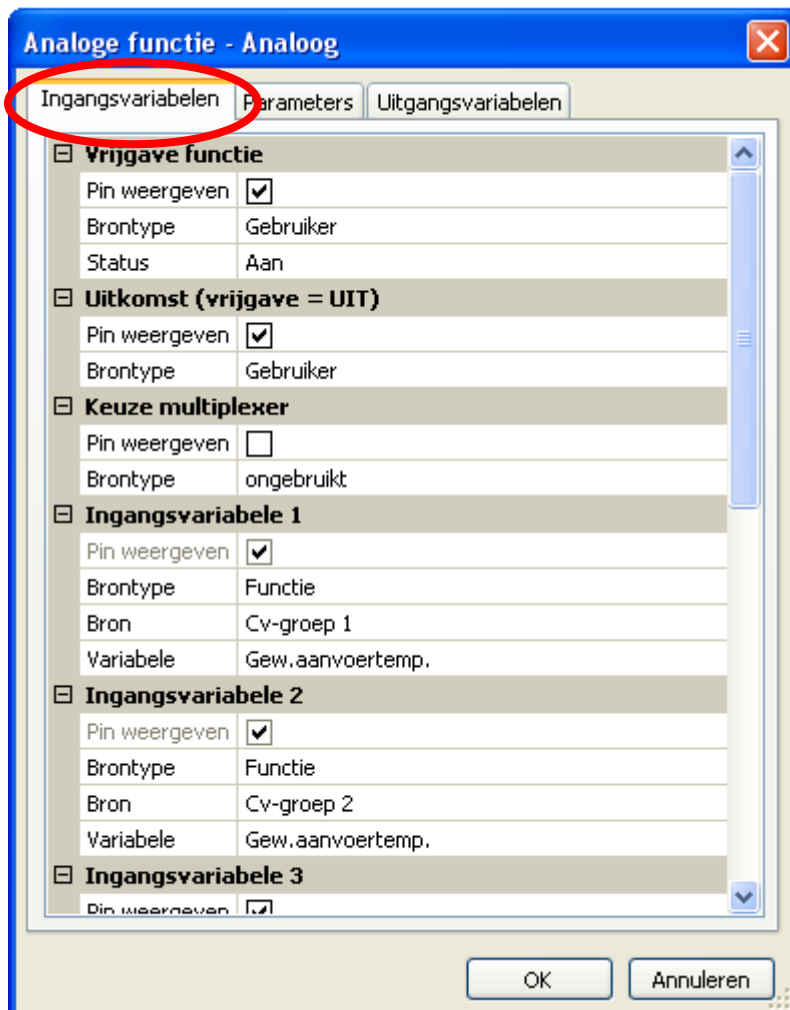 Analoge functie - Analoog
Ingangsvariabelen Parameters Uitgangsvariabelen
Vrijgave functie
Pin weergeven
Brontype Gebruiker
Status Aan
Uitkomst (vrijgave = UIT)
Pin weergeven
Brontype Gebruiker
Keuze multiplexer
Pin weergeven
Brontype ongebruikt
Ingangsvariabele 1
Pin weergeven
Brontype Functie
Bron Cv-groep 1
Variabele Gew.aanvoertemp.
Ingangsvariabele 2
Pin weergeven
Brontype Functie
Bron Cv-groep 2
Variabele Gew.aanvoertemp.
Ingangsvariabele 3
Pin weergeven
OK Annuleren